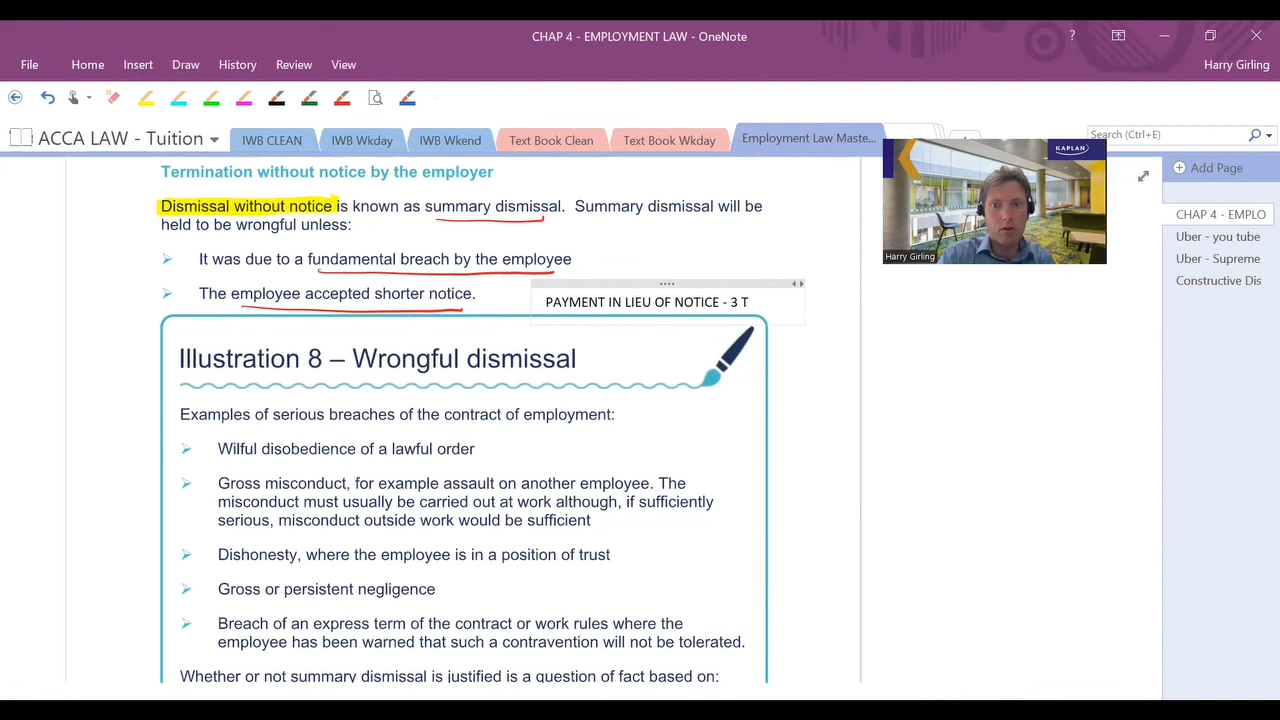 CHAP 4 - EMPLOYMENT LAW - OneNote
?
File Home Insert Draw History Review View
Harry Girling
ACCA LAW - Tuition
IWB CLEAN
IWB Wkday
IWB Wkend
Text Book Clean
Text Book Wkday
Employment Law Maste...
Search (Ctrl+E)
Termination without notice by the employer
Dismissal without notice is known as summary dismissal. Summary dismissal will be
held to be wrongful unless:
It was due to a fundamental breach by the employee
The employee accepted shorter notice.
PAYMENT IN LIEU OF NOTICE - 3 T
Illustration 8 – Wrongful dismissal
Examples of serious breaches of the contract of employment:
Wilful disobedience of a lawful order
Gross misconduct, for example assault on another employee. The
misconduct must usually be carried out at work although, if sufficiently
serious, misconduct outside work would be sufficient
Dishonesty, where the employee is in a position of trust
Gross or persistent negligence
Breach of an express term of the contract or work rules where the
employee has been warned that such a contravention will not be tolerated.
Whether or not summary dismissal is justified is a question of fact based on:
KAPLAN
Harry Girling
Add Page
CHAP 4 - EMPLO
Uber - you tube
Uber - Supreme
Constructive Dis